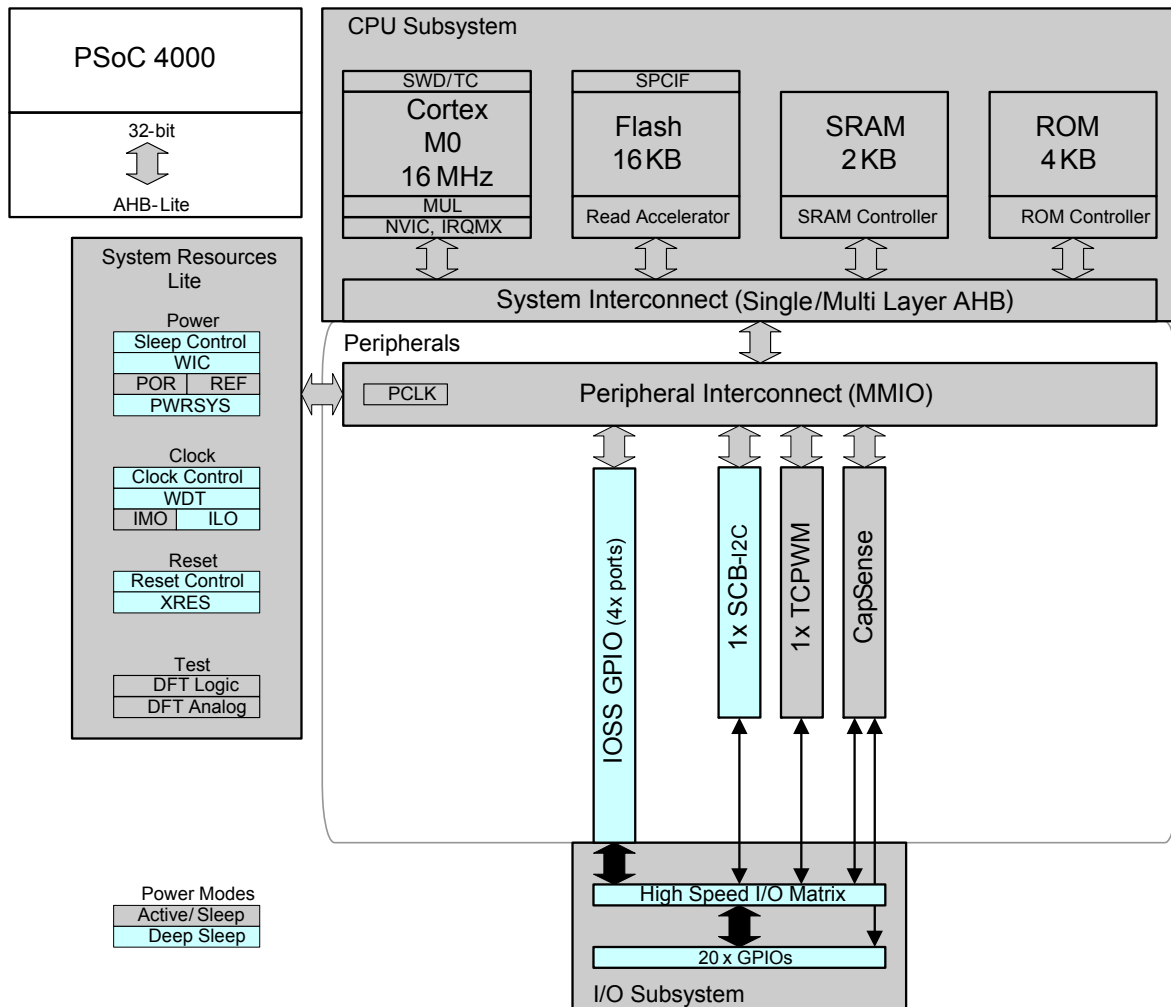 PSoC 4000
32-bit
AHB-Lite
CPU Subsystem
SWD/TC
Cortex
M0
16 MHz
MUL
NVIC, IRQMX
SPCIF
Flash
16 KB
Read Accelerator
SRAM
2 KB
SRAM Controller
ROM
4 KB
ROM Controller
System Interconnect (Single/Multi Layer AHB)
System Resources
Lite
Power
Sleep Control
WIC
POR REF
PWRSYS
Clock
Clock Control
WDT
IMO ILO
Reset
Reset Control
XRES
Test
DFT Logic
DFT Analog
Peripherals
PCLK
Peripheral Interconnect (MMIO)
IOSS GPIO (4x ports)
1x SCB-I2C
1x TCPWM
CapSense
High Speed I/O Matrix
20 x GPIOs
I/O Subsystem
Power Modes
Active/ Sleep
Deep Sleep